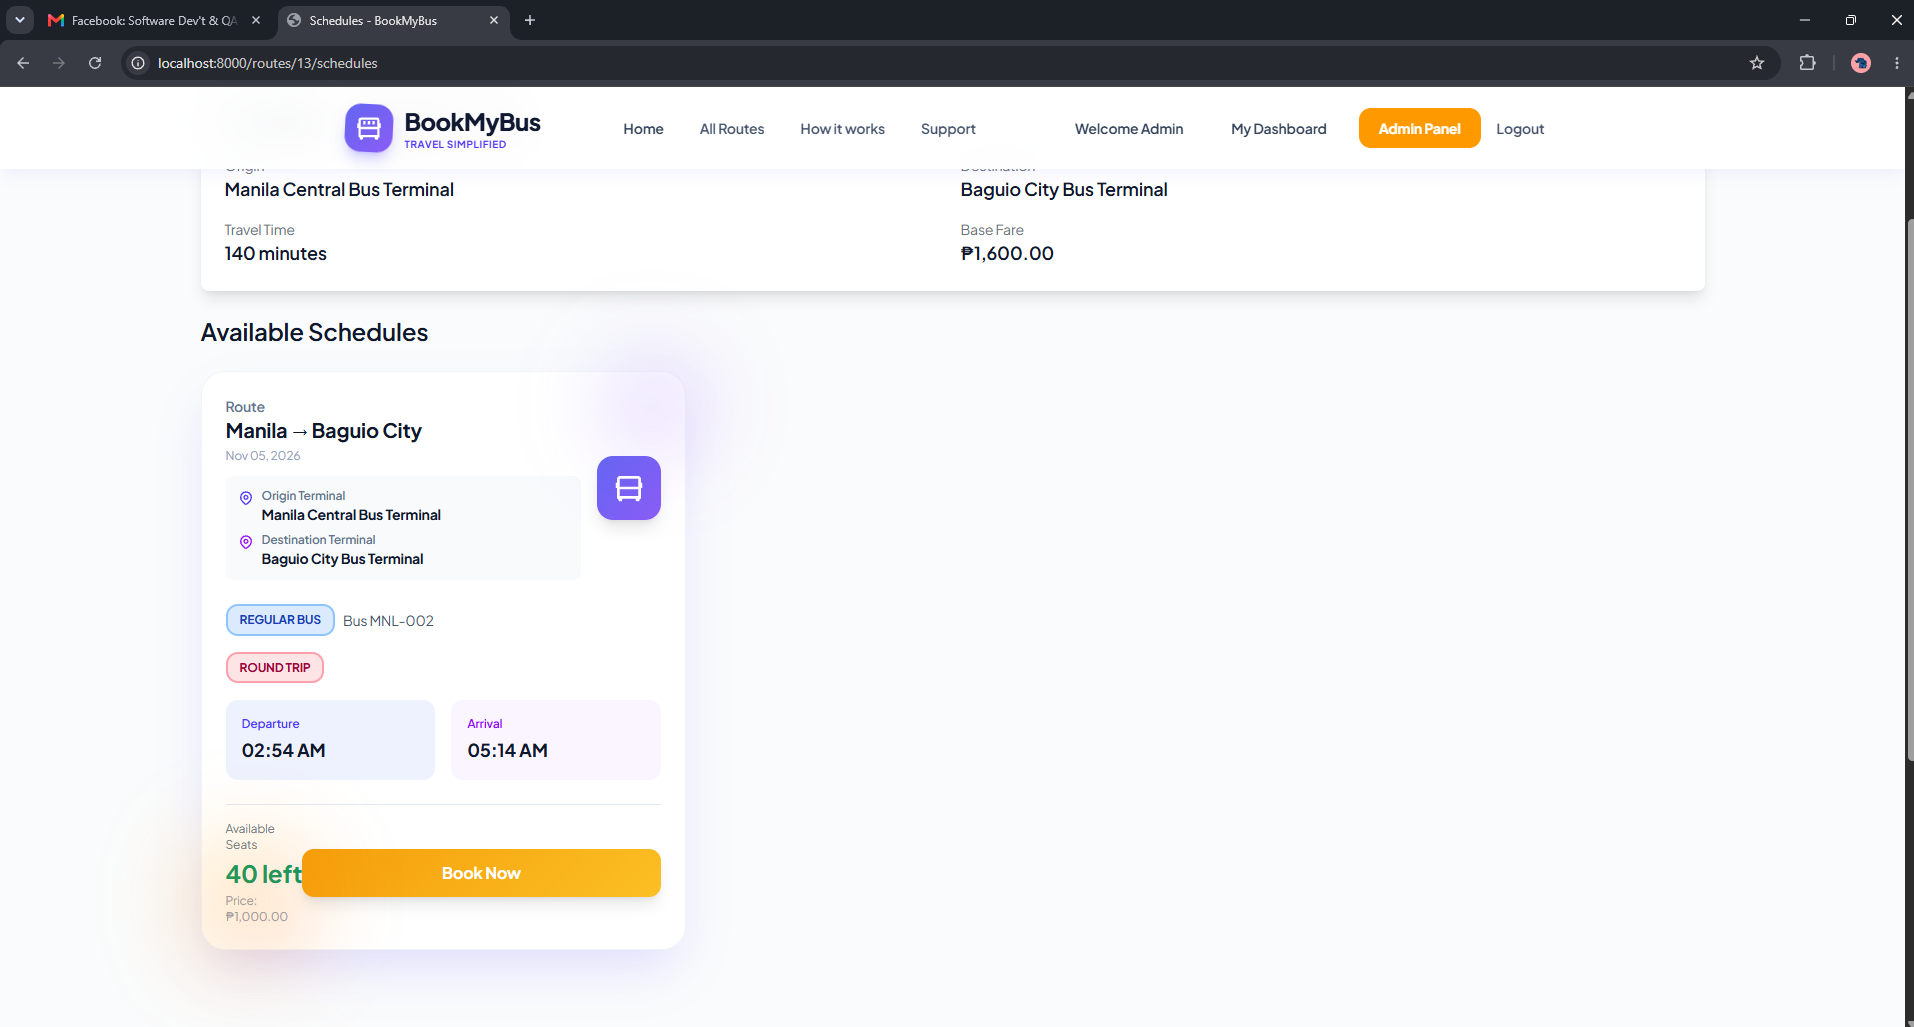 Facebook: Software Dev't & QA
Schedules - BookMyBus
localhost:8000/routes/13/schedules
BookMyBus
TRAVEL SIMPLIFIED
Home
All Routes
How it works
Support
Welcome Admin
My Dashboard
Admin Panel
Logout
Origin
Destination
Manila Central Bus Terminal
Baguio City Bus Terminal
Travel Time
Base Fare
140 minutes
₱1,600.00
Available Schedules
Route
Manila → Baguio City
Nov 05, 2026
Origin Terminal
Manila Central Bus Terminal
Destination Terminal
Baguio City Bus Terminal
REGULAR BUS
Bus MNL-002
ROUND TRIP
Departure
Arrival
02:54 AM
05:14 AM
Available
Seats
40 left
Book Now
Price:
₱1,000.00